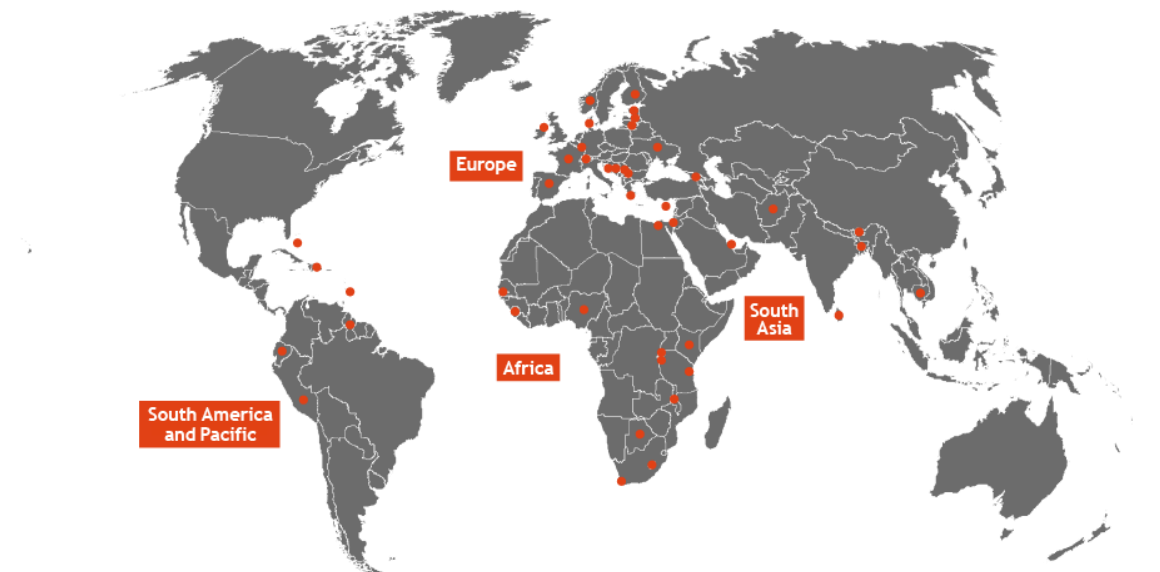 Europe
South
Asia
Africa
South America
and Pacific